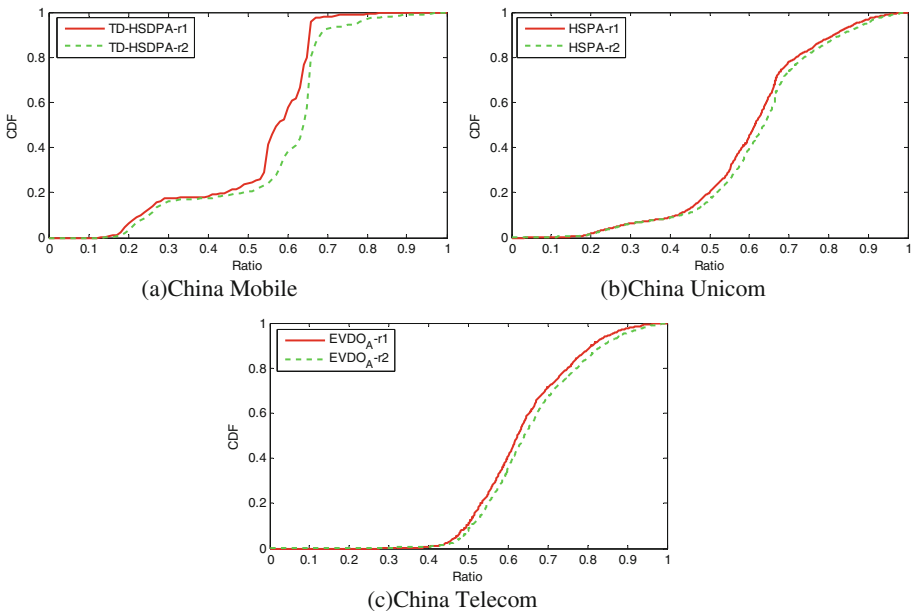 TD-HSDPA-r1
TD-HSDPA-r2
CDF
1
0.8
0.6
0.4
0.2
0
0 0.1 0.2 0.3 0.4 0.5 0.6 0.7 0.8 0.9 1
Ratio
(a)China Mobile
HSPA-r1
HSPA-r2
CDF
1
0.8
0.6
0.4
0.2
0
0 0.1 0.2 0.3 0.4 0.5 0.6 0.7 0.8 0.9 1
Ratio
(b)China Unicom
EVDO_A-r1
EVDO_A-r2
CDF
1
0.8
0.6
0.4
0.2
0
0 0.1 0.2 0.3 0.4 0.5 0.6 0.7 0.8 0.9 1
Ratio
(c)China Telecom